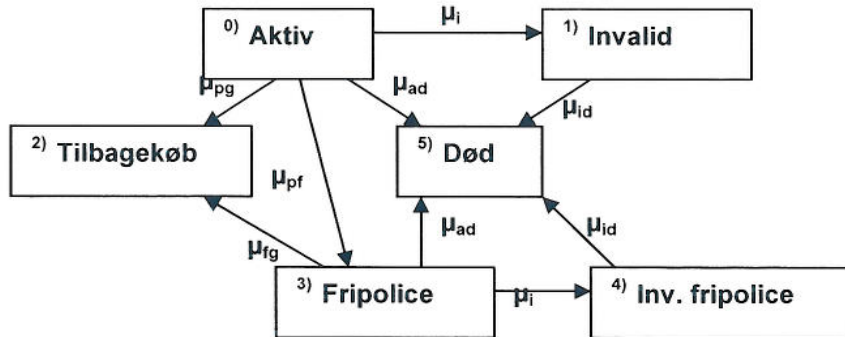 0) Aktiv
μi
1) Invalid
μpg
μad
μid
2) Tilbagekøb
5) Død
μpf
μfg
μad
μid
3) Fripolice
μi
4) Inv. fripolice